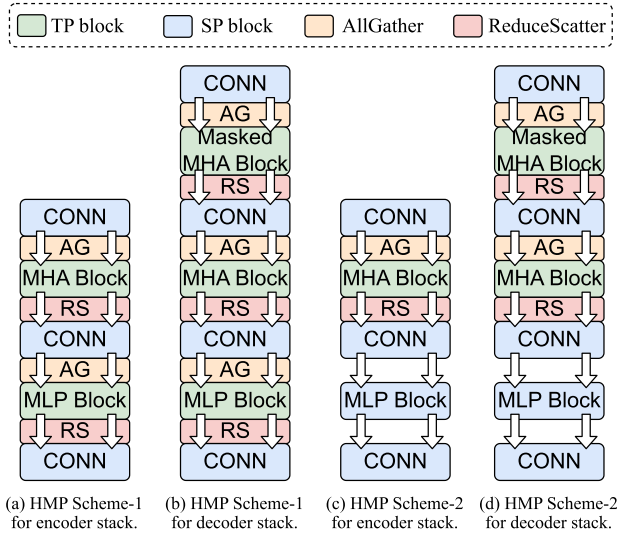 TP block SP block AllGather ReduceScatter
CONN
AG
MHA Block
RS
CONN
AG
MLP Block
RS
CONN
(a) HMP Scheme-1
for encoder stack.
CONN
AG
Masked
MHA Block
RS
CONN
AG
MHA Block
RS
CONN
AG
MLP Block
RS
CONN
(b) HMP Scheme-1
for decoder stack.
CONN
AG
MHA Block
RS
CONN
MLP Block
CONN
(c) HMP Scheme-2
for encoder stack.
CONN
AG
Masked
MHA Block
RS
CONN
AG
MHA Block
RS
CONN
MLP Block
CONN
(d) HMP Scheme-2
for decoder stack.